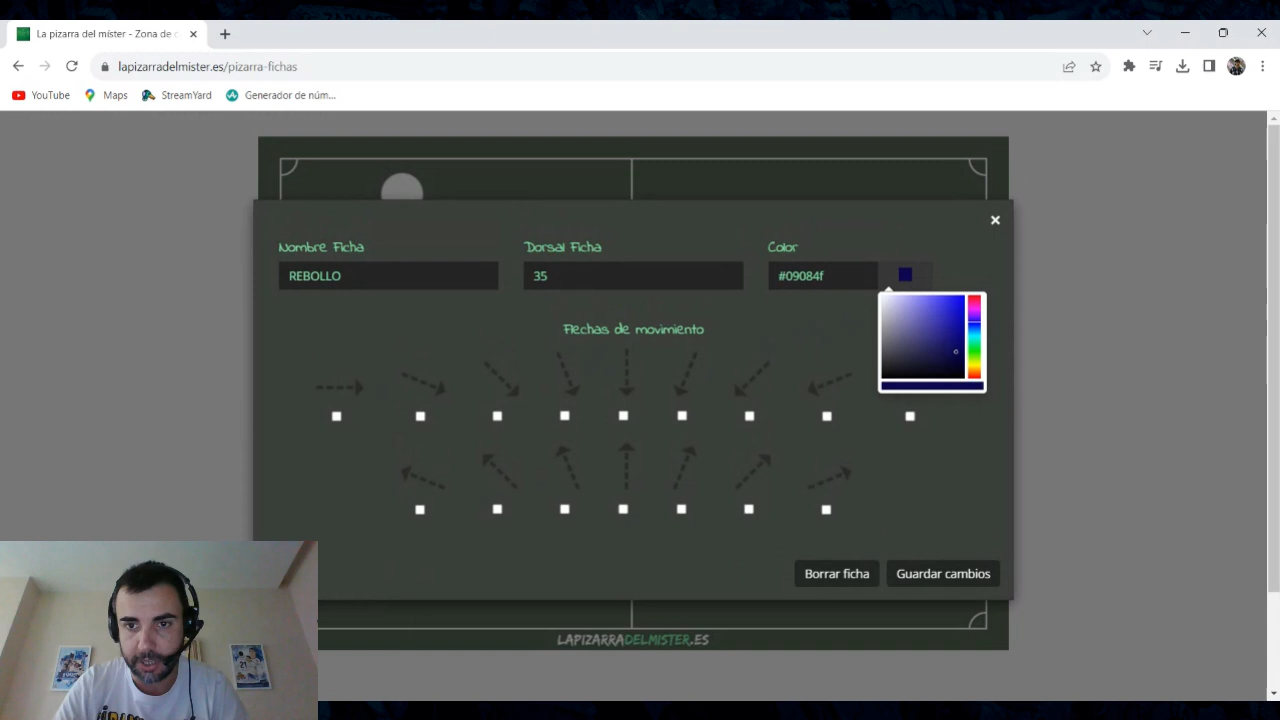 La pizarra del míster - Zona de
lapizarradelmister.es/pizarra-fichas
YouTube
Maps
StreamYard
Generador de núm...
Nombre Ficha
Dorsal Ficha
Color
REBOLLO
35
#09084f
Flechas de movimiento
Borrar ficha
Guardar cambios
LAPIZARRADELMISTER.ES
21